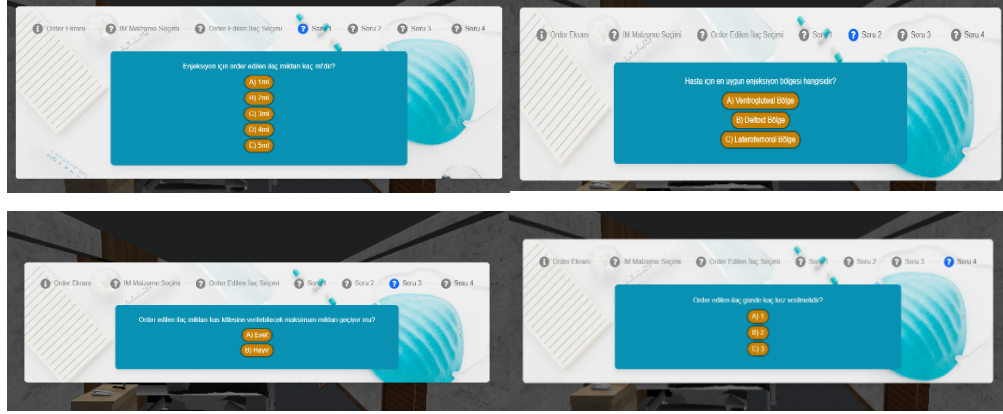 Order Ekranı IM Malzeme Seçimi Order Edilen İlaç Seçimi Soru 1 Soru 2 Soru 3 Soru 4
Enjeksiyon için order edilen ilaç miktarı kaç ml'dir?
A) 1ml
B) 2ml
C) 3ml
D) 4ml
E) 5ml
Order Ekranı IM Malzeme Seçimi Order Edilen İlaç Seçimi Soru 1 Soru 2 Soru 3 Soru 4
Hasta için en uygun enjeksiyon bölgesi hangisidir?
A) Ventrogluteal Bölge
B) Deltoid Bölge
C) Laterofemoral Bölge
Order Ekranı IM Malzeme Seçimi Order Edilen İlaç Seçimi Soru 1 Soru 2 Soru 3 Soru 4
Order edilen ilaç miktarı kas kitlesine verilebilecek maksimum miktarı geçiyor mu?
A) Evet
B) Hayır
Order Ekranı IM Malzeme Seçimi Order Edilen İlaç Seçimi Soru 1 Soru 2 Soru 3 Soru 4
Order edilen ilaç günde kaç kez verilmelidir?
A) 1
B) 2
C) 3